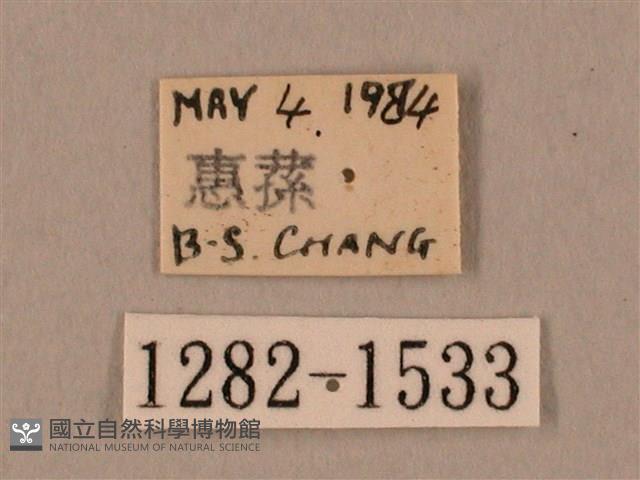 MAY 4. 1984
惠蓀
B-S. CHANG
1282-1533
國立自然科學博物館
NATIONAL MUSEUM OF NATURAL SCIENCE